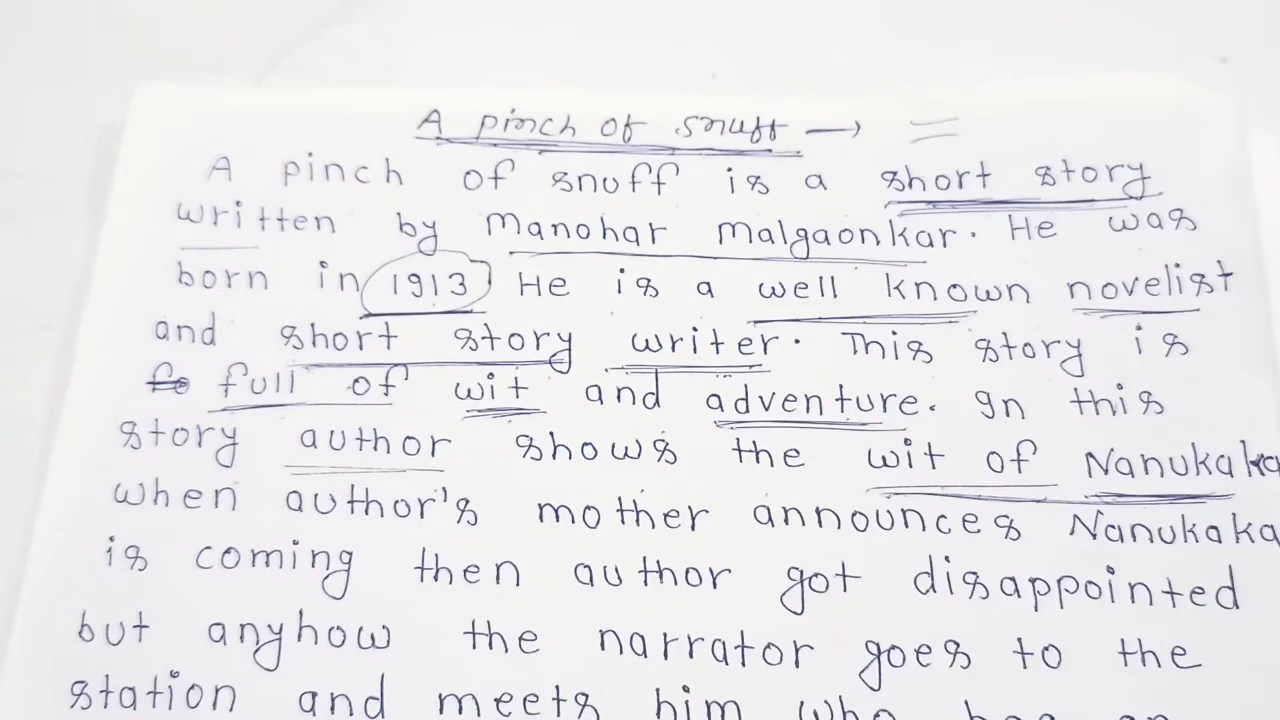 A pinch of snuff →
A pinch of snuff is a short story
written by Manohar malgaonkar. He was
born in 1913 He is a well known novelist
and short story writer. This story is
fo full of wit and adventure. In this
story author shows the wit of Nanukaka
when author's mother announces Nanukaka
is coming then author got disappointed
but anyhow the narrator goes to the
station and meets him who has an